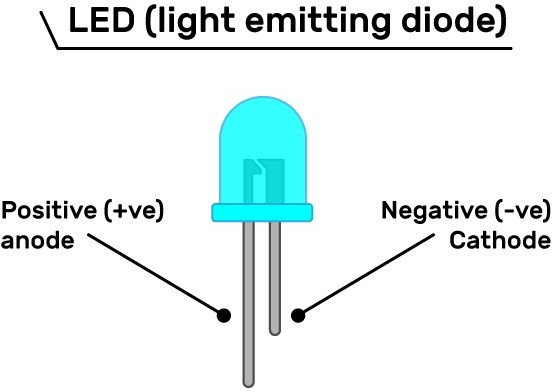 LED (light emitting diode)
Positive (+ve)
anode
Negative (-ve)
Cathode